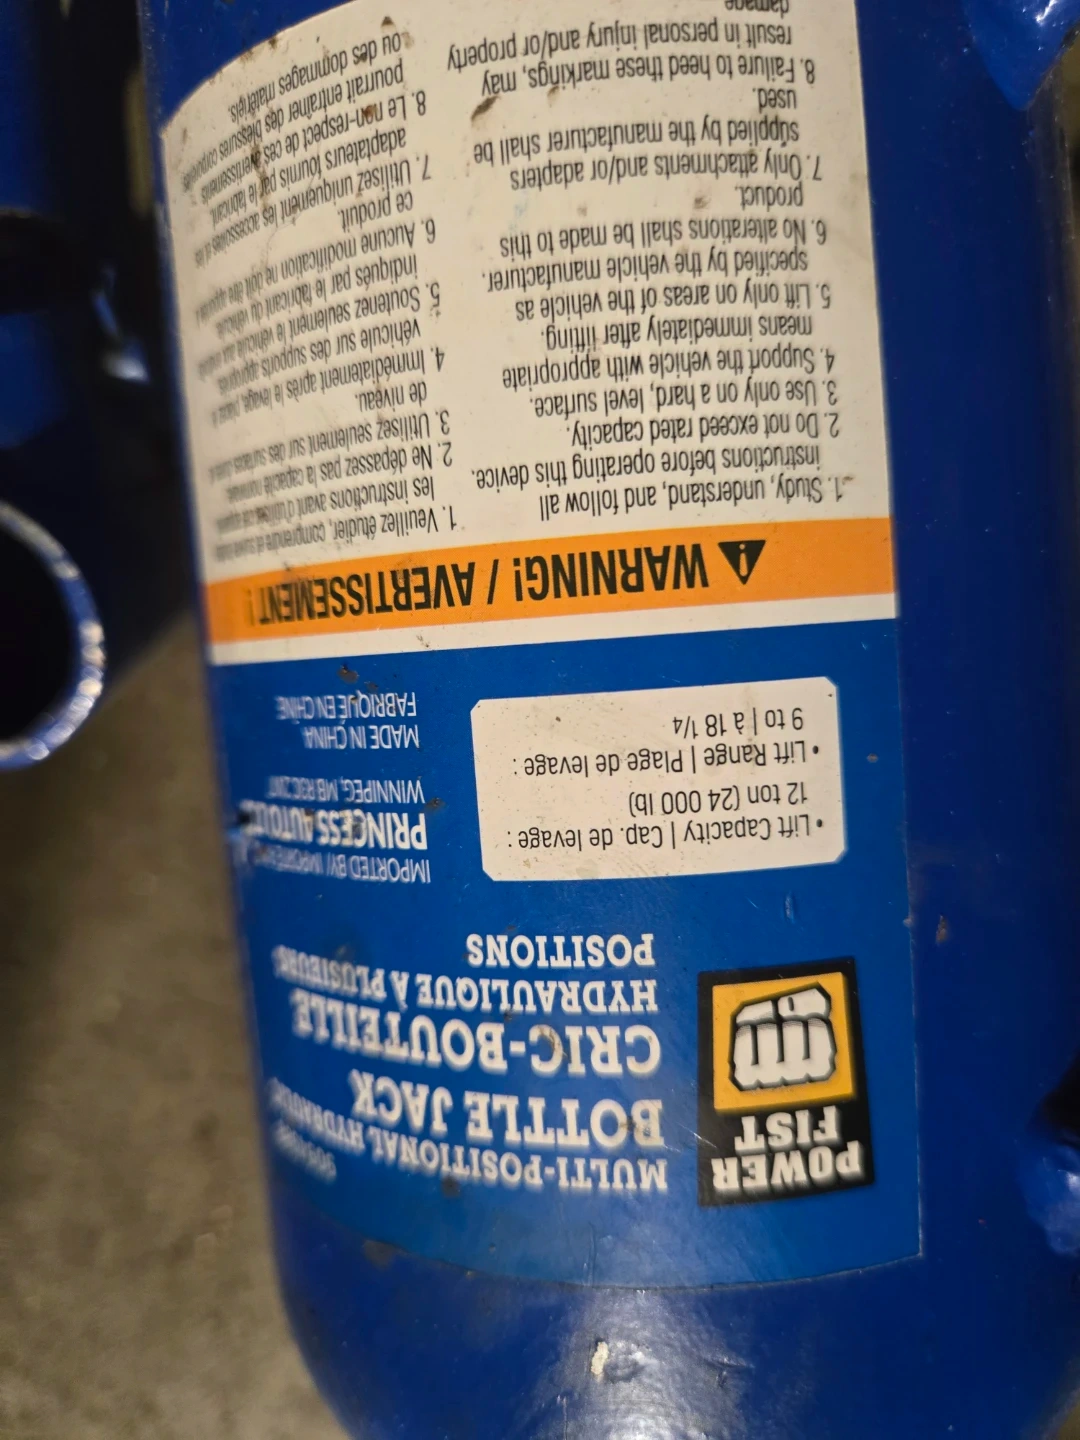 POWER
FIST
MULTI-POSITIONAL HYDRAULIC
BOTTLE JACK
CRIC-BOUTEILLE
HYDRAULIQUE À PLUSIEURS
POSITIONS
• Lift Capacity | Cap. de levage :
12 ton (24 000 lb)
• Lift Range | Plage de levage :
9 to | à 18 1/4
IMPORTED BY/
PRINCESS AUTO
WINNIPEG, MB
MADE IN CHINA
FABRIQUÉ EN CHINE
WARNING! / AVERTISSEMENT !
1. Study, understand, and follow all
instructions before operating this device.
2. Do not exceed rated capacity.
3. Use only on a hard, level surface.
4. Support the vehicle with appropriate
means immediately after lifting.
5. Lift only on areas of the vehicle as
specified by the vehicle manufacturer.
6. No alterations shall be made to this
product.
7. Only attachments and/or adapters
supplied by the manufacturer shall be
used.
8. Failure to heed these markings, may
result in personal injury and/or property
damage
1. Veuillez étudier, comprendre et suivre
les instructions avant d'utiliser
2. Ne dépassez pas la capacité
3. Utilisez seulement sur des surfaces
de niveau.
4. Immédiatement après le levage, placez le
véhicule sur des supports appropriés.
5. Soutenez seulement le véhicule aux
indiqués par le fabricant du véhicule.
6. Aucune modification ne doit être
ce produit.
7. Utilisez uniquement les accessoires
adaptateurs fournis par le fabricant.
8. Le non-respect de ces avertissements
pourrait entraîner des blessures corporelles
ou des dommages matériels.